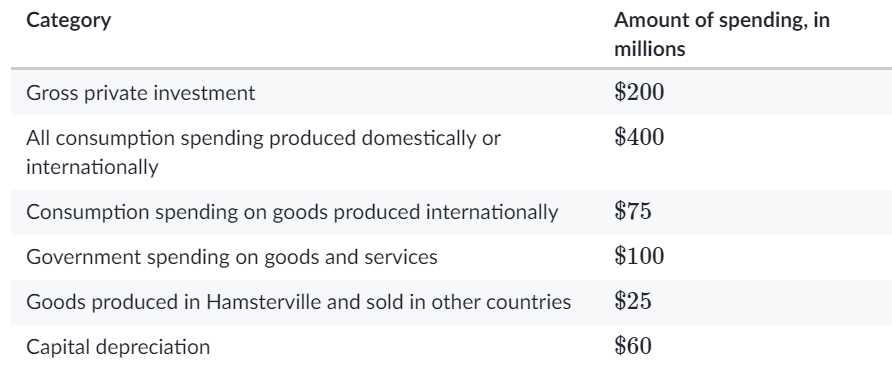 Category Amount of spending, in
millions
Gross private investment $200
All consumption spending produced domestically or $400
internationally
Consumption spending on goods produced internationally $75
Government spending on goods and services $100
Goods produced in Hamsterville and sold in other countries $25
Capital depreciation $60